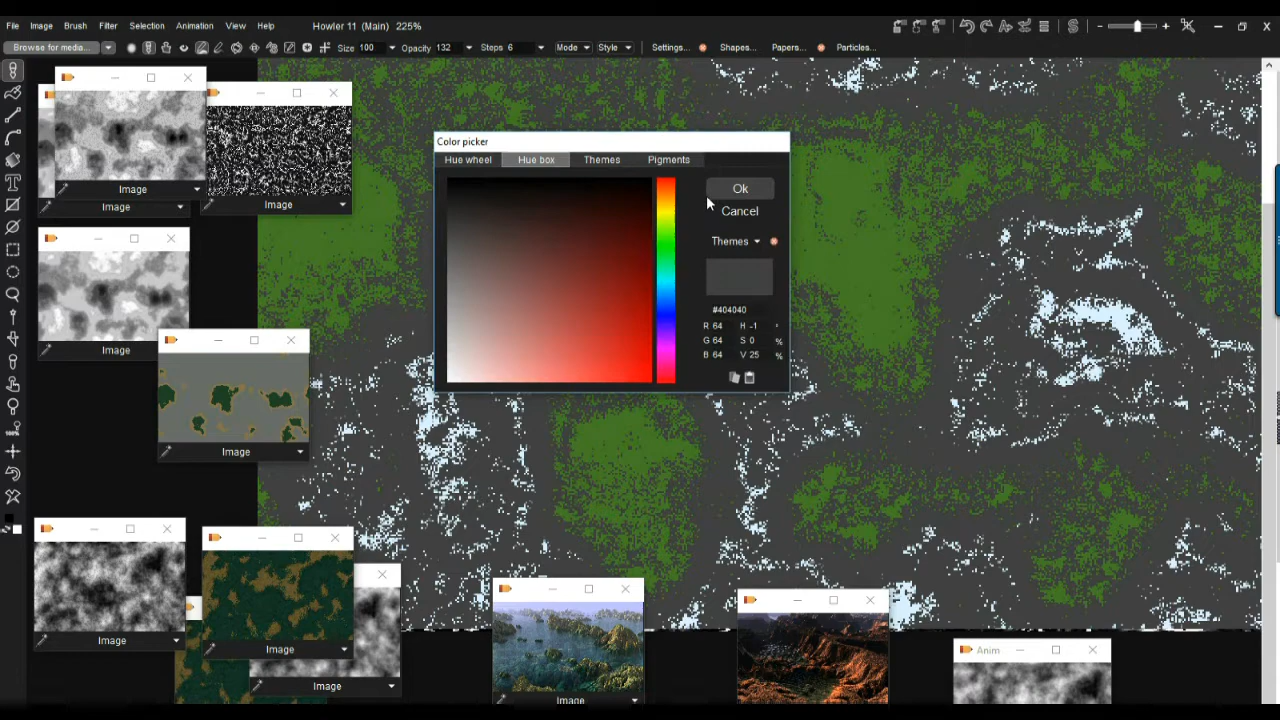 File Image Brush Filter Selection Animation View Help Howler 11 (Main) 225%
Browse for media... Size 100 Opacity 132 Steps 6 Mode Style Settings... Shapes... Papers... Particles...
Color picker
Hue wheel Hue box Themes Pigments
Ok
Cancel
Themes
#404040
R 64 H -1 °
G 64 S 0 %
B 64 V 25 %
Image
Image
Image
Image
Image
Image
Image
Image
Image
Anim